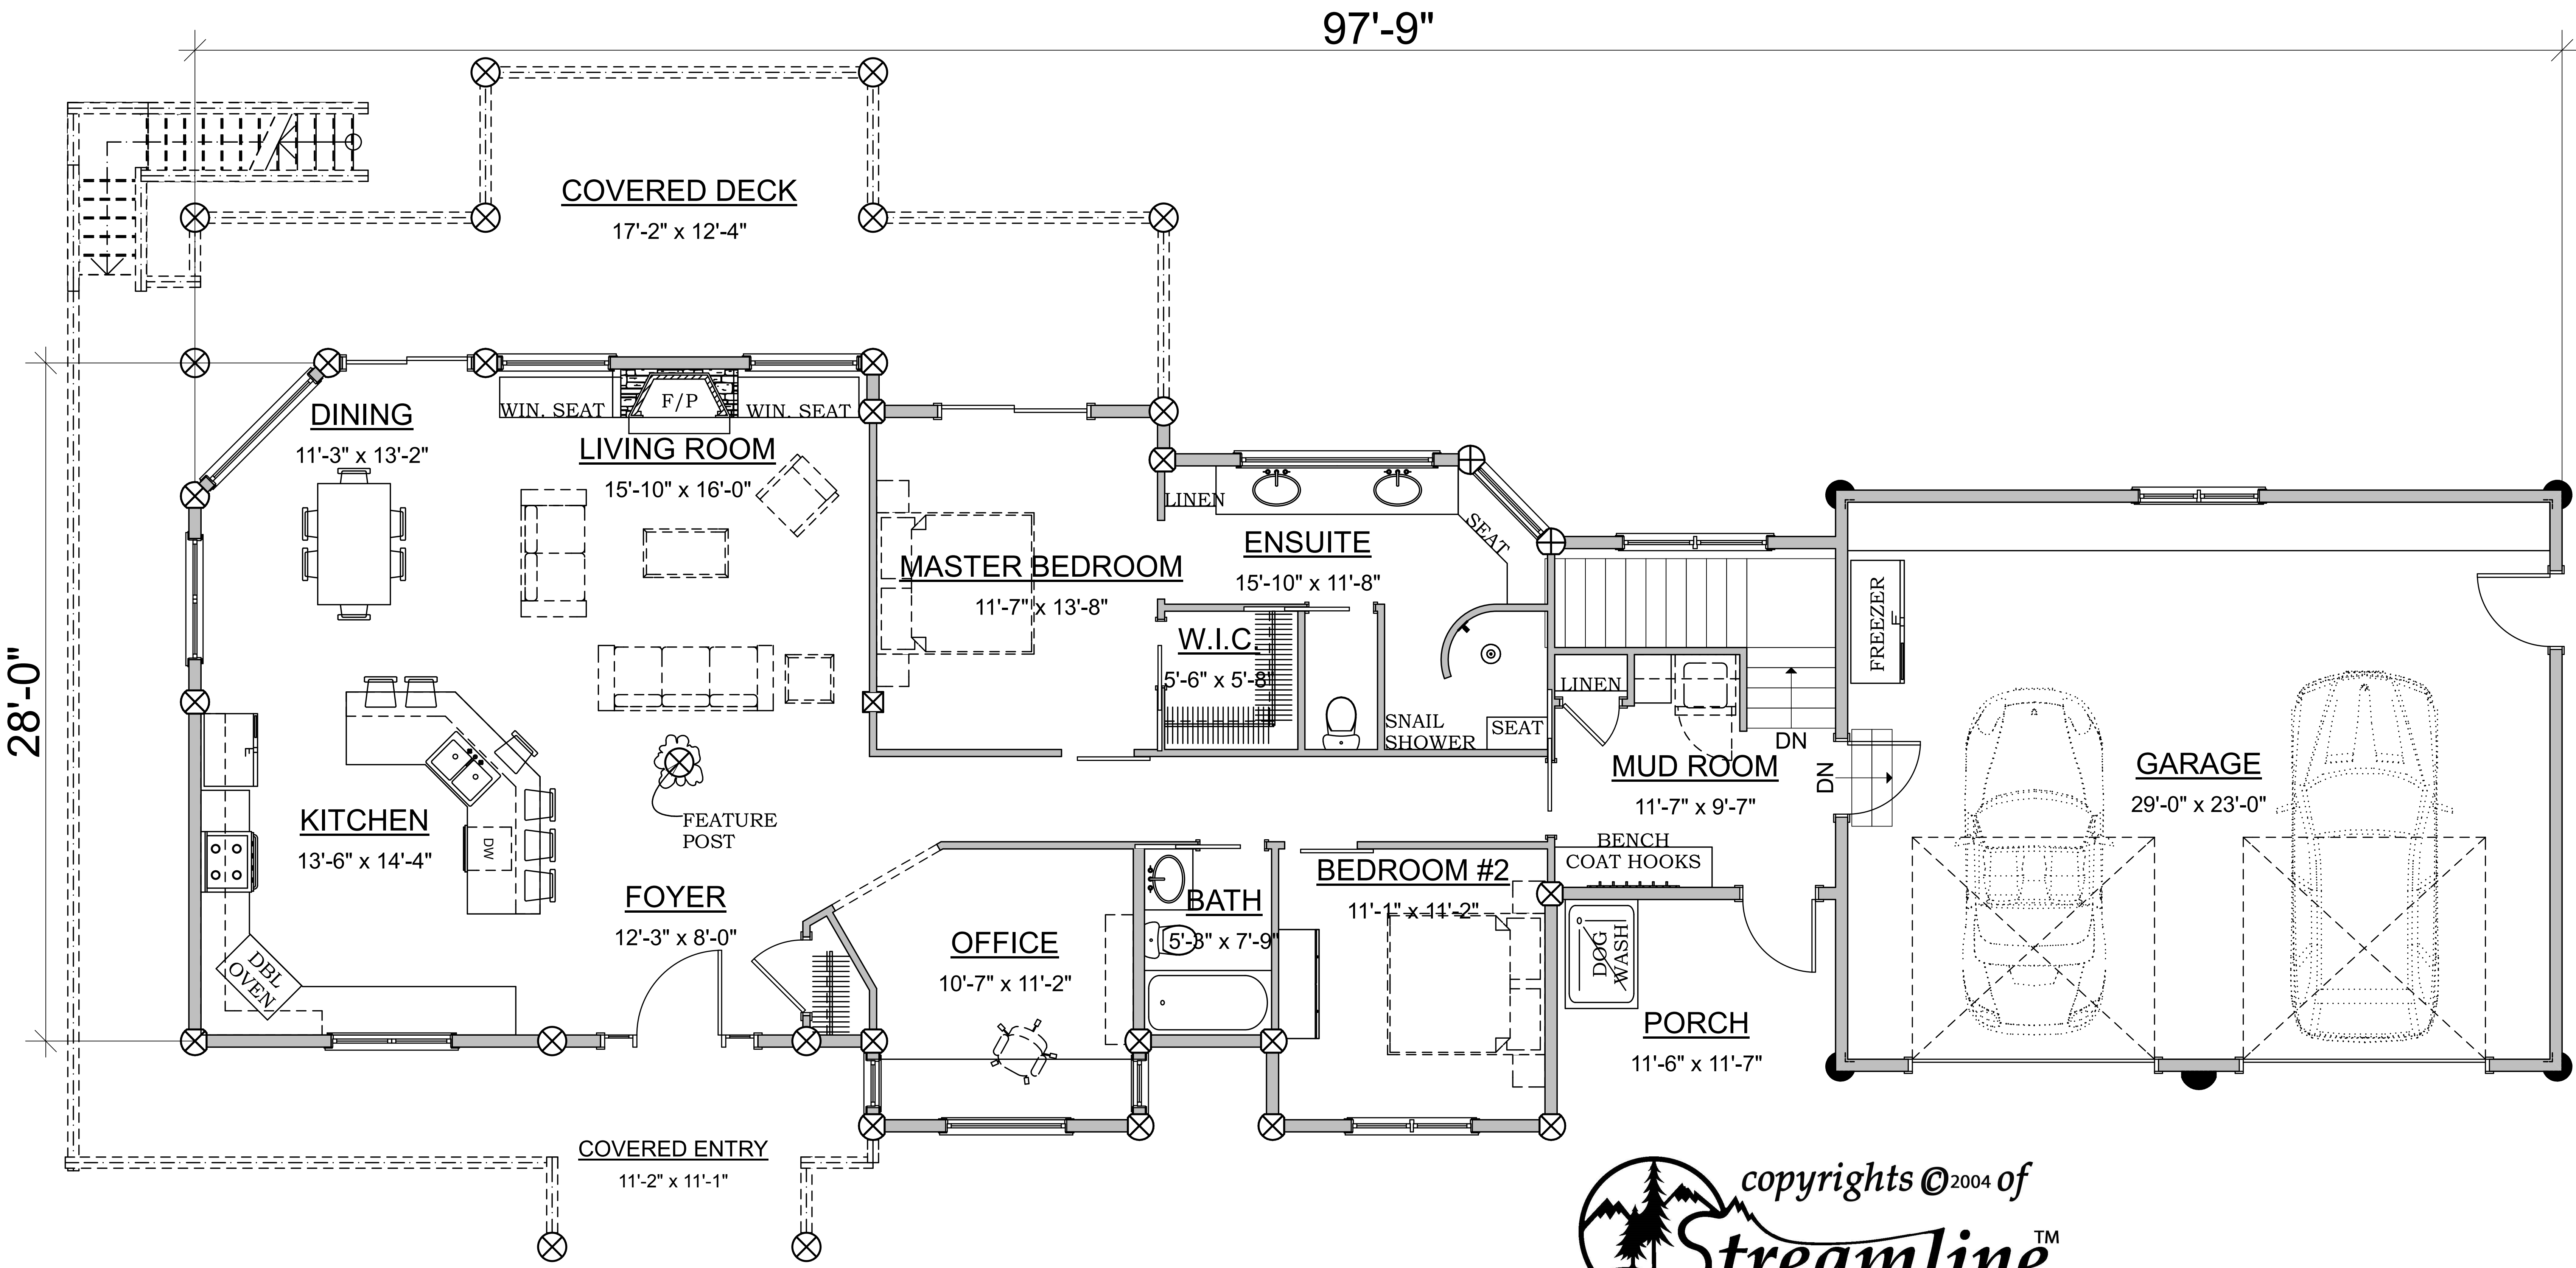 97'-9"
COVERED DECK
17'-2" x 12'-4"
28'-0"
DINING
11'-3" x 13'-2"
WIN. SEAT
F/P
WIN. SEAT
LIVING ROOM
15'-10" x 16'-0"
MASTER BEDROOM
11'-7" x 13'-8"
LINEN
ENSUITE
15'-10" x 11'-8"
SEAT
W.I.C.
5'-6" x 5'-8"
SNAIL
SHOWER
SEAT
LINEN
DN
MUD ROOM
11'-7" x 9'-7"
DN
FREEZER
F
GARAGE
29'-0" x 23'-0"
F
KITCHEN
13'-6" x 14'-4"
DW
DBL
OVEN
FEATURE
POST
FOYER
12'-3" x 8'-0"
OFFICE
10'-7" x 11'-2"
BATH
5'-3" x 7'-9"
BEDROOM #2
11'-1" x 11'-2"
BENCH
COAT HOOKS
DOG
WASH
PORCH
11'-6" x 11'-7"
COVERED ENTRY
11'-2" x 11'-1"
copyrights © 2004 of
Streamline™